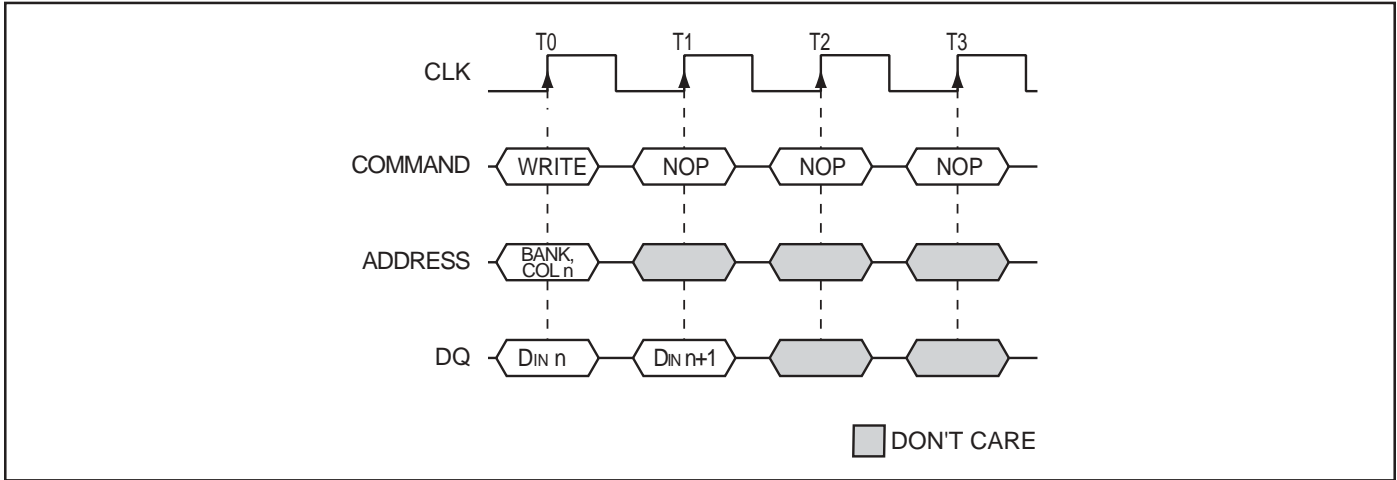 T0 T1 T2 T3
CLK
COMMAND WRITE NOP NOP NOP
ADDRESS BANK,
COL n
DQ DIN n DIN n+1
DON'T CARE